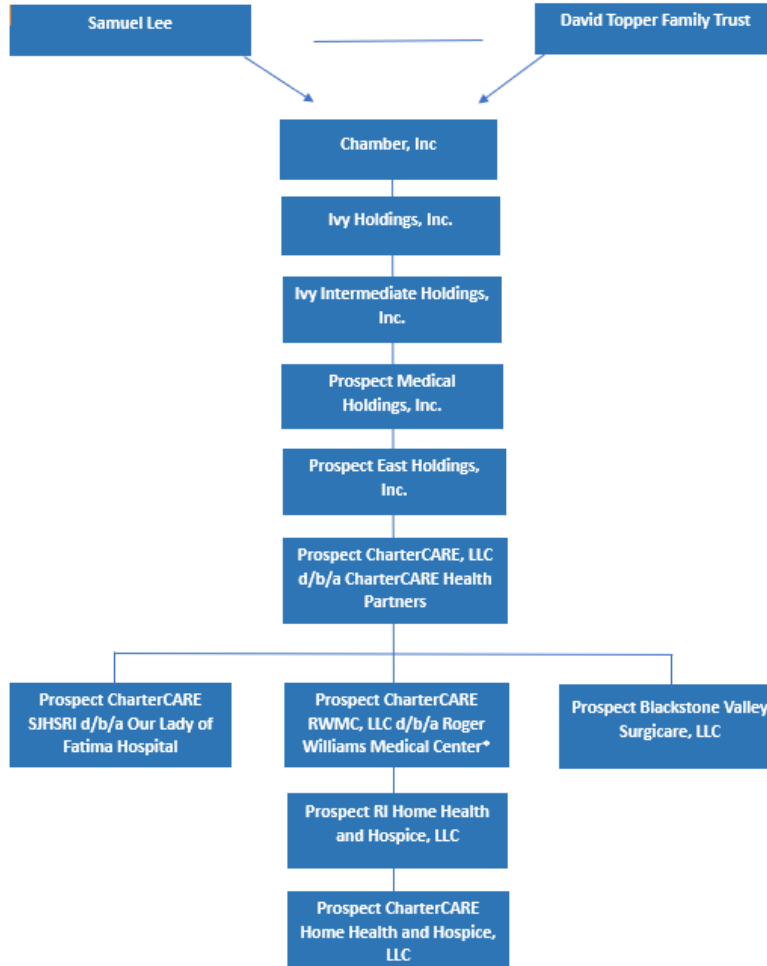 Samuel Lee
David Topper Family Trust
Chamber, Inc
Ivy Holdings, Inc.
Ivy Intermediate Holdings,
Inc.
Prospect Medical
Holdings, Inc.
Prospect East Holdings,
Inc.
Prospect CharterCARE, LLC
d/b/a CharterCARE Health
Partners
Prospect CharterCARE
SJHSRI d/b/a Our Lady of
Fatima Hospital
Prospect CharterCARE
RWMC, LLC d/b/a Roger
Williams Medical Center*
Prospect Blackstone Valley
Surgicare, LLC
Prospect RI Home Health
and Hospice, LLC
Prospect CharterCARE
Home Health and Hospice,
LLC